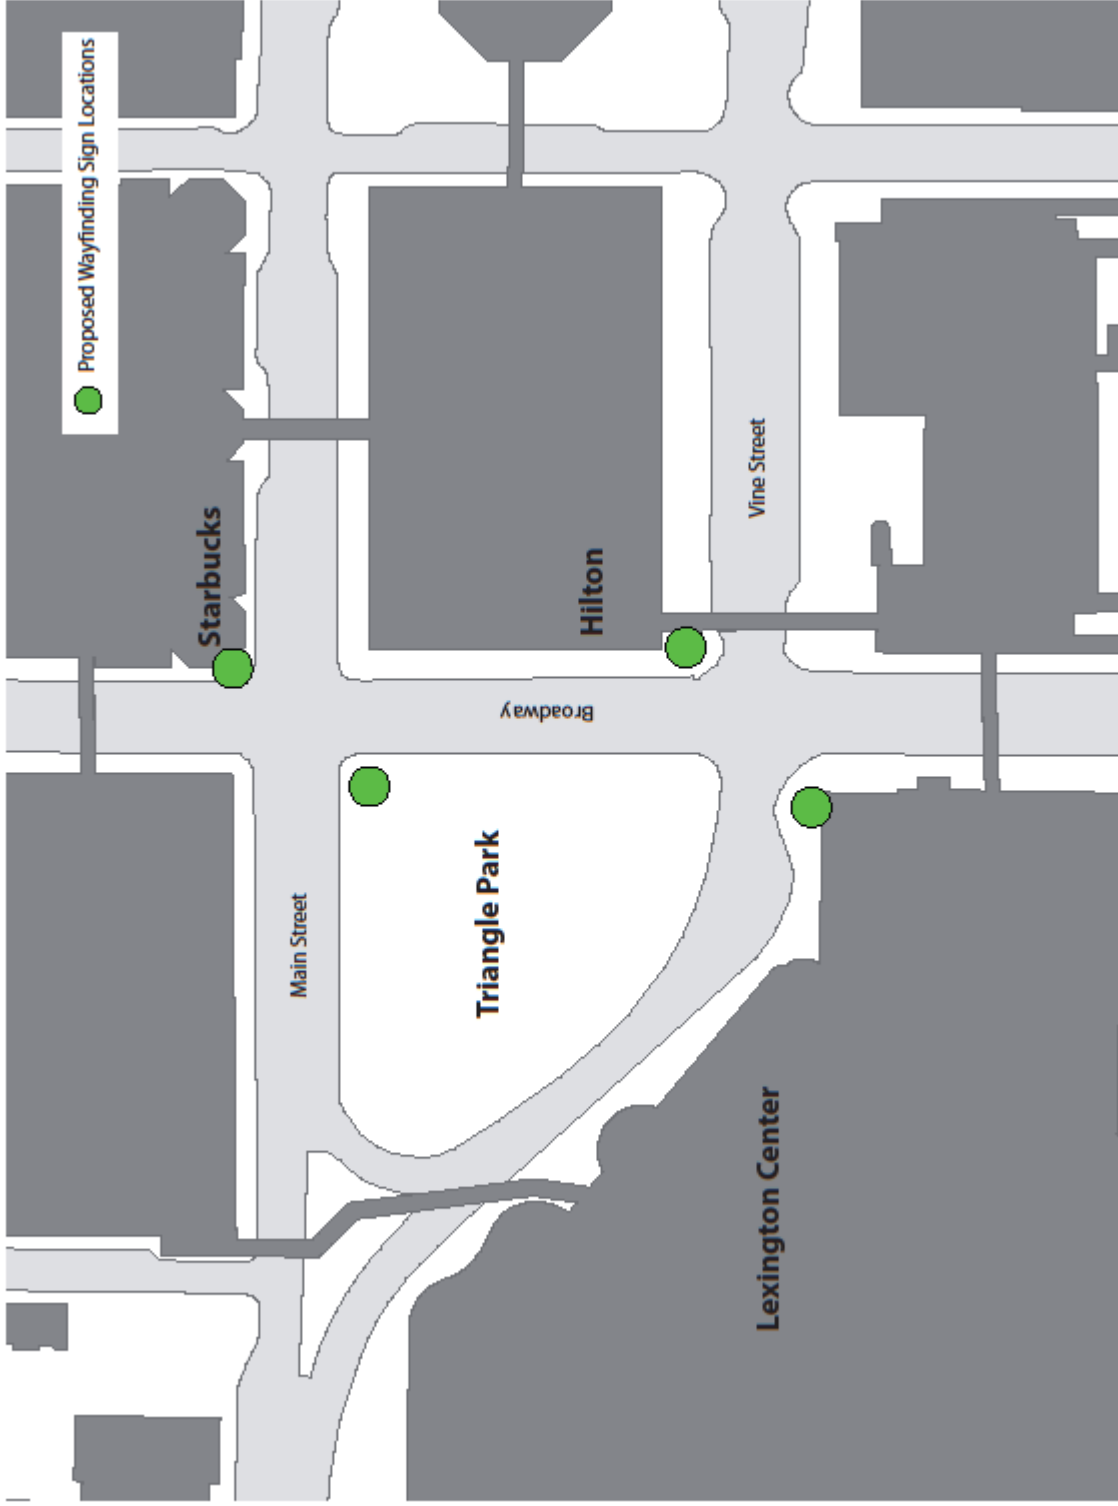 Proposed Wayfinding Sign Locations
Starbucks
Hilton
Vine Street
Broadway
Main Street
Triangle Park
Lexington Center